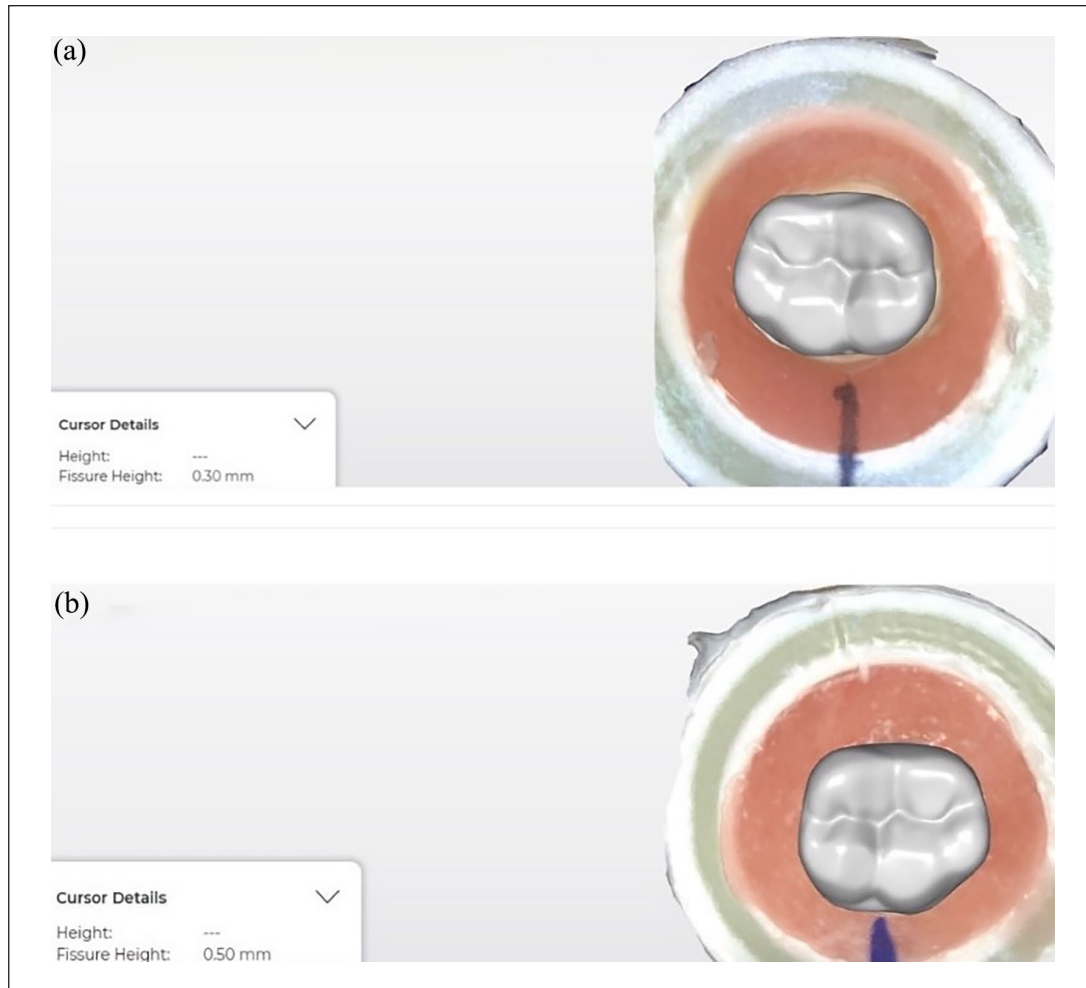 (a)
Cursor Details
Height: ---
Fissure Height: 0.30 mm
(b)
Cursor Details
Height: ---
Fissure Height: 0.50 mm